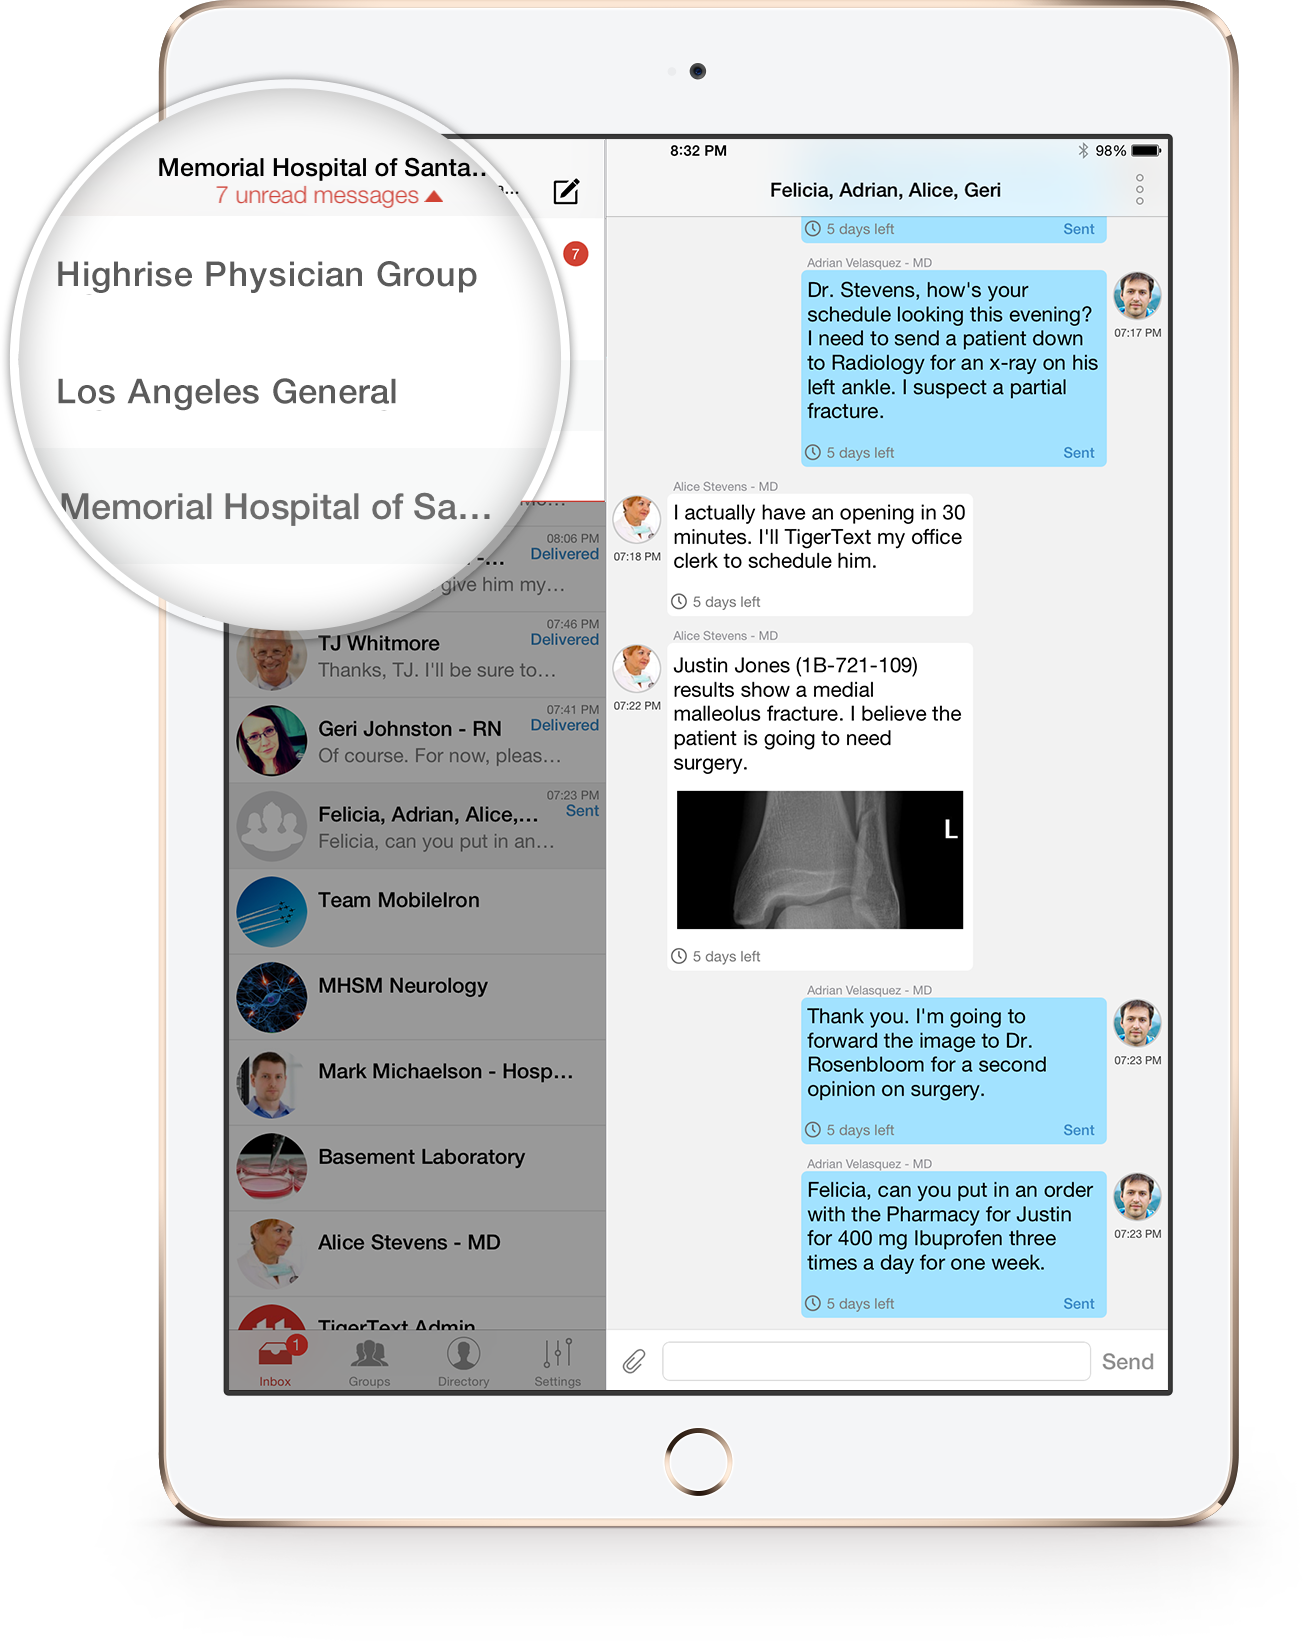 Memorial Hospital of Santa...
7 unread messages
Highrise Physician Group
Los Angeles General
Memorial Hospital of Sa...
7
08:06 PM
Delivered
give him my...
TJ Whitmore
07:46 PM
Delivered
Thanks, TJ. I'll be sure to...
Geri Johnston - RN
07:41 PM
Delivered
Of course. For now, pleas...
07:23 PM
Felicia, Adrian, Alice,...
Sent
Felicia, can you put in an...
Team MobileIron
MHSM Neurology
Mark Michaelson - Hosp...
Basement Laboratory
Alice Stevens - MD
TigerText Admin
1
Inbox
Groups
Directory
Settings
8:32 PM
98%
Felicia, Adrian, Alice, Geri
5 days left
Sent
Adrian Velasquez - MD
Dr. Stevens, how's your
schedule looking this evening?
I need to send a patient down
to Radiology for an x-ray on his
left ankle. I suspect a partial
fracture.
07:17 PM
5 days left
Sent
Alice Stevens - MD
I actually have an opening in 30
minutes. I'll TigerText my office
clerk to schedule him.
07:18 PM
5 days left
Alice Stevens - MD
Justin Jones (1B-721-109)
results show a medial
malleolus fracture. I believe the
patient is going to need
surgery.
07:22 PM
L
5 days left
Adrian Velasquez - MD
Thank you. I'm going to
forward the image to Dr.
Rosenbloom for a second
opinion on surgery.
07:23 PM
5 days left
Sent
Adrian Velasquez - MD
Felicia, can you put in an order
with the Pharmacy for Justin
for 400 mg Ibuprofen three
times a day for one week.
07:23 PM
5 days left
Sent
Send